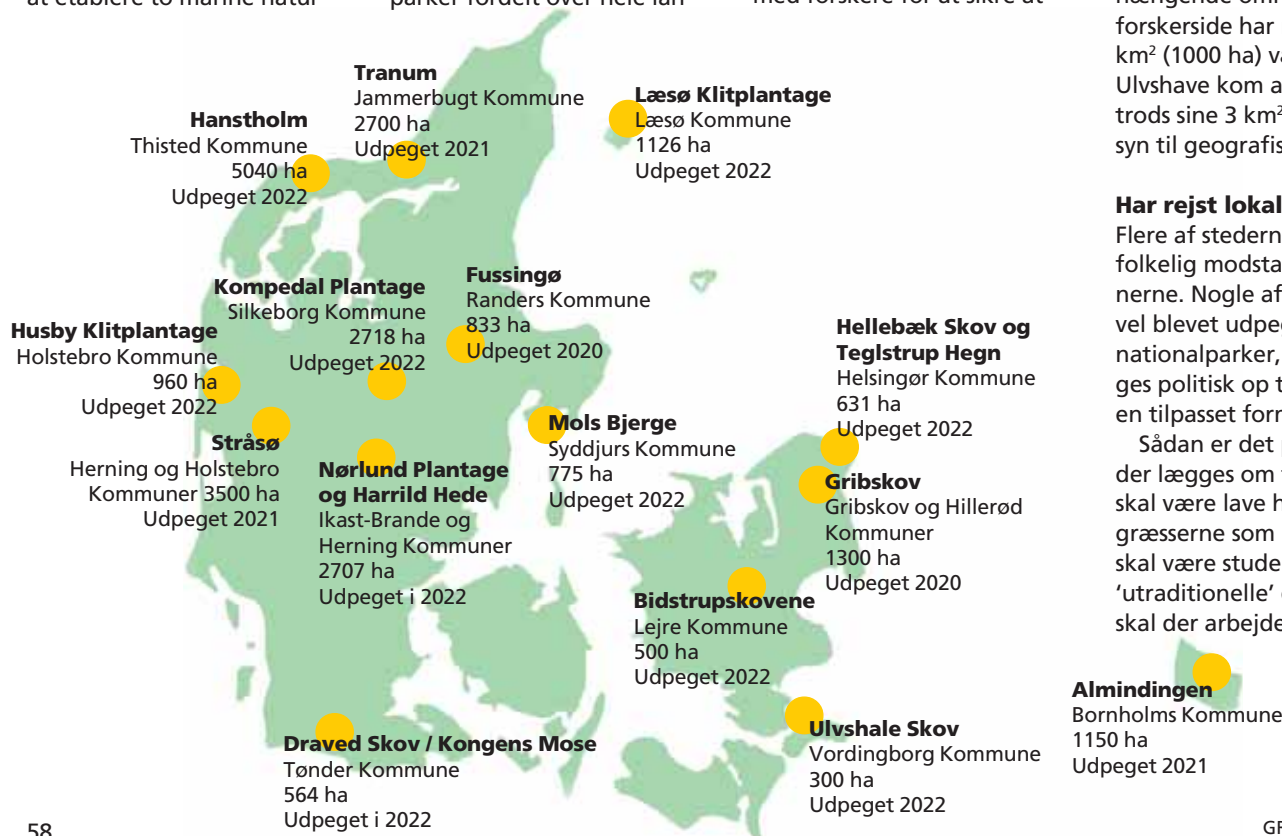 at etablere to marine natur-
parker fordelt over hele lan-
med forskere for at sikre at
hængende områ
forskerside har
km² (1000 ha) va
Ulvshave kom a
trods sine 3 km²
syn til geografis
Har rejst lokal
Flere af stedern
folkelig modsta
nerne. Nogle af
vel blevet udpeg
nationalparker,
ges politisk op t
en tilpasset form
Sådan er det p
der lægges om
skal være lave h
græsserne som
skal være stude
‘utraditionelle’
skal der arbejde
Tranum
Jammerbugt Kommune
2700 ha
Udpeget 2021
Læsø Klitplantage
Læsø Kommune
1126 ha
Udpeget 2022
Hanstholm
Thisted Kommune
5040 ha
Udpeget 2022
Kompedal Plantage
Silkeborg Kommune
2718 ha
Udpeget 2022
Fussingø
Randers Kommune
833 ha
Udpeget 2020
Husby Klitplantage
Holstebro Kommune
960 ha
Udpeget 2022
Hellebæk Skov og
Teglstrup Hegn
Helsingør Kommune
631 ha
Udpeget 2022
Stråsø
Herning og Holstebro
Kommuner 3500 ha
Udpeget 2021
Nørlund Plantage
og Harrild Hede
Ikast-Brande og
Herning Kommuner
2707 ha
Udpeget i 2022
Mols Bjerge
Syddjurs Kommune
775 ha
Udpeget 2022
Gribskov
Gribskov og Hillerød
Kommuner
1300 ha
Udpeget 2020
Bidstrupskovene
Lejre Kommune
500 ha
Udpeget 2022
Almindingen
Bornholms Kommune
1150 ha
Udpeget 2021
Ulvshale Skov
Vordingborg Kommune
300 ha
Udpeget 2022
Draved Skov / Kongens Mose
Tønder Kommune
564 ha
Udpeget i 2022
58